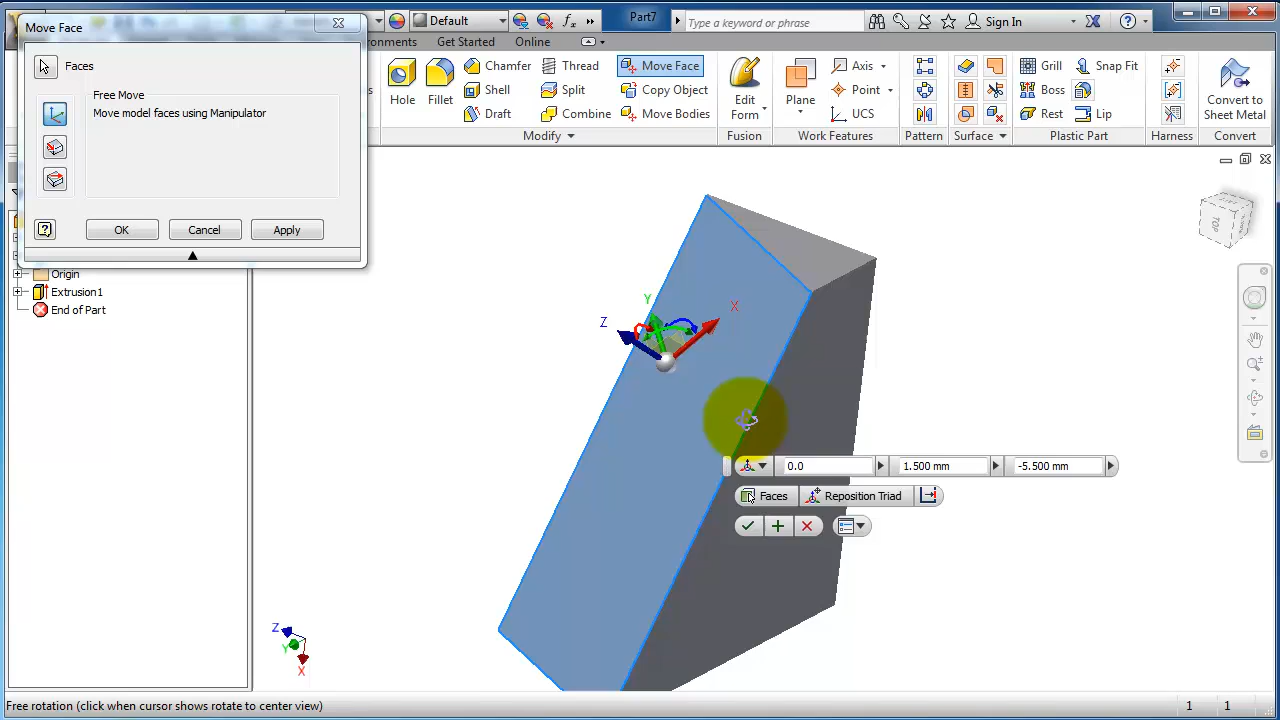 Move Face
Default
Part7
Type a keyword or phrase
Sign In
Get Started
Online
Faces
Free Move
Move model faces using Manipulator
OK
Cancel
Apply
Hole
Fillet
Chamfer
Shell
Draft
Thread
Split
Combine
Move Face
Copy Object
Move Bodies
Modify
Edit
Form
Fusion
Plane
Axis
Point
UCS
Work Features
Pattern
Surface
Grill
Boss
Rest
Snap Fit
Lip
Plastic Part
Harness
Convert to
Sheet Metal
Convert
TOP
Origin
Extrusion1
End of Part
X
Y
Z
0.0
1.500 mm
-5.500 mm
Faces
Reposition Triad
Z
Y
X
Free rotation (click when cursor shows rotate to center view)
1
1